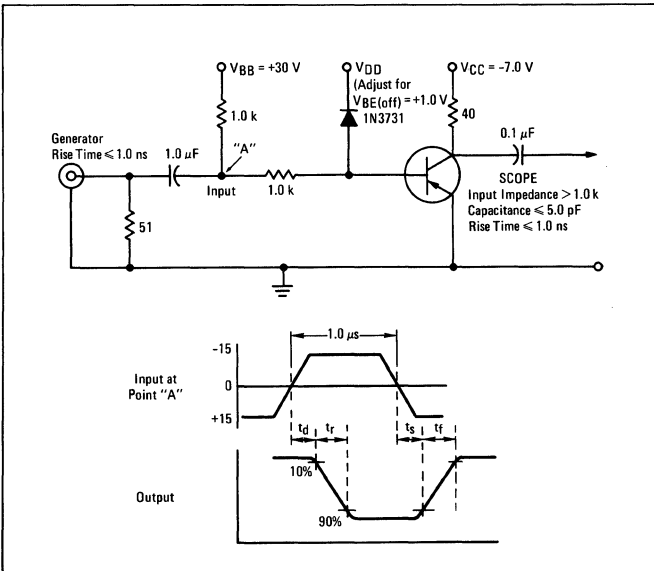 VBB = +30 V
VDD
(Adjust for
VBE(off) = +1.0 V
1N3731
VCC = -7.0 V
1.0 k
40
"A"
Generator
Rise Time ≤ 1.0 ns
1.0 μF
0.1 μF
Input
1.0 k
SCOPE
Input Impedance > 1.0 k
Capacitance ≤ 5.0 pF
Rise Time ≤ 1.0 ns
51
1.0 μs
-15
Input at
Point "A"
0
+15
td
tr
ts
tf
10%
Output
90%